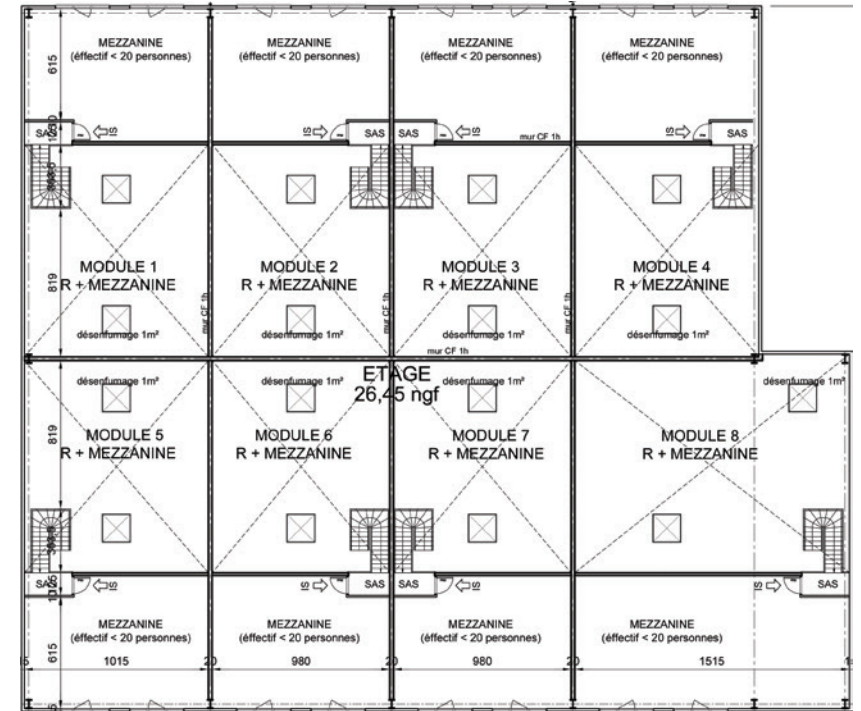 MEZZANINE
(éffectif < 20 personnes)
MEZZANINE
(éffectif < 20 personnes)
MEZZANINE
(éffectif < 20 personnes)
MEZZANINE
(éffectif < 20 personnes)
615
SAS
IS
IS
SAS
SAS
IS
mur CF 1h
IS
SAS
819
MODULE 1
R + MEZZANINE
MODULE 2
R + MEZZANINE
MODULE 3
R + MEZZANINE
MODULE 4
R + MEZZANINE
mur CF 1h
mur CF 1h
mur CF 1h
désenfumage 1m²
désenfumage 1m²
désenfumage 1m²
désenfumage 1m²
mur CF 1h
ETAGE
26,45 ngf
désenfumage 1m²
désenfumage 1m²
désenfumage 1m²
désenfumage 1m²
819
MODULE 5
R + MEZZANINE
MODULE 6
R + MEZZANINE
MODULE 7
R + MEZZANINE
MODULE 8
R + MEZZANINE
IS
IS
SAS
SAS
IS
IS
SAS
MEZZANINE
(éffectif < 20 personnes)
MEZZANINE
(éffectif < 20 personnes)
MEZZANINE
(éffectif < 20 personnes)
MEZZANINE
(éffectif < 20 personnes)
615
1015
20
980
20
980
20
1515